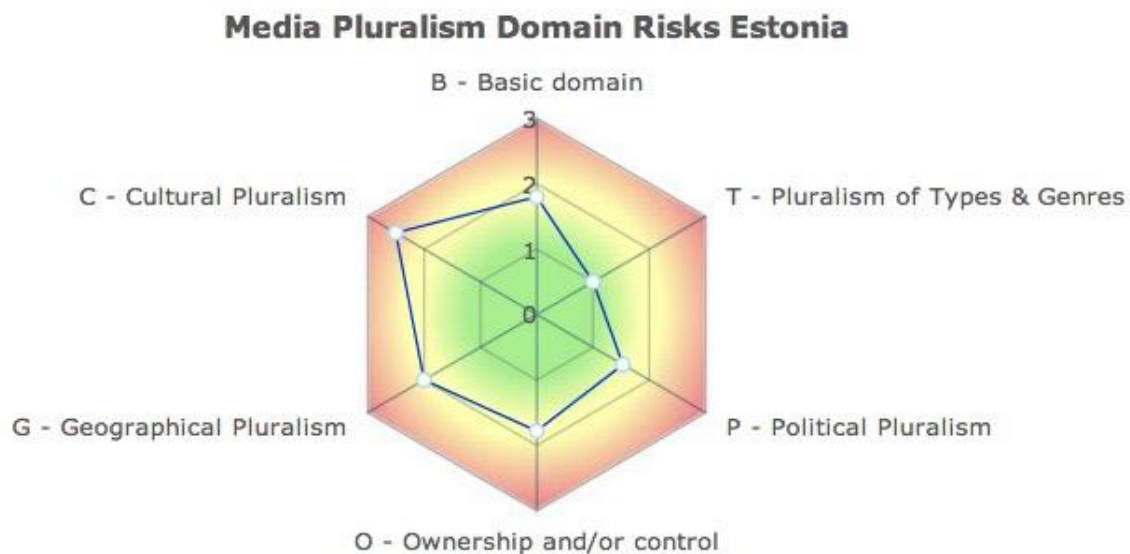 Media Pluralism Domain Risks Estonia
B - Basic domain
3
C - Cultural Pluralism
2
T - Pluralism of Types & Genres
1
0
G - Geographical Pluralism
P - Political Pluralism
O - Ownership and/or control